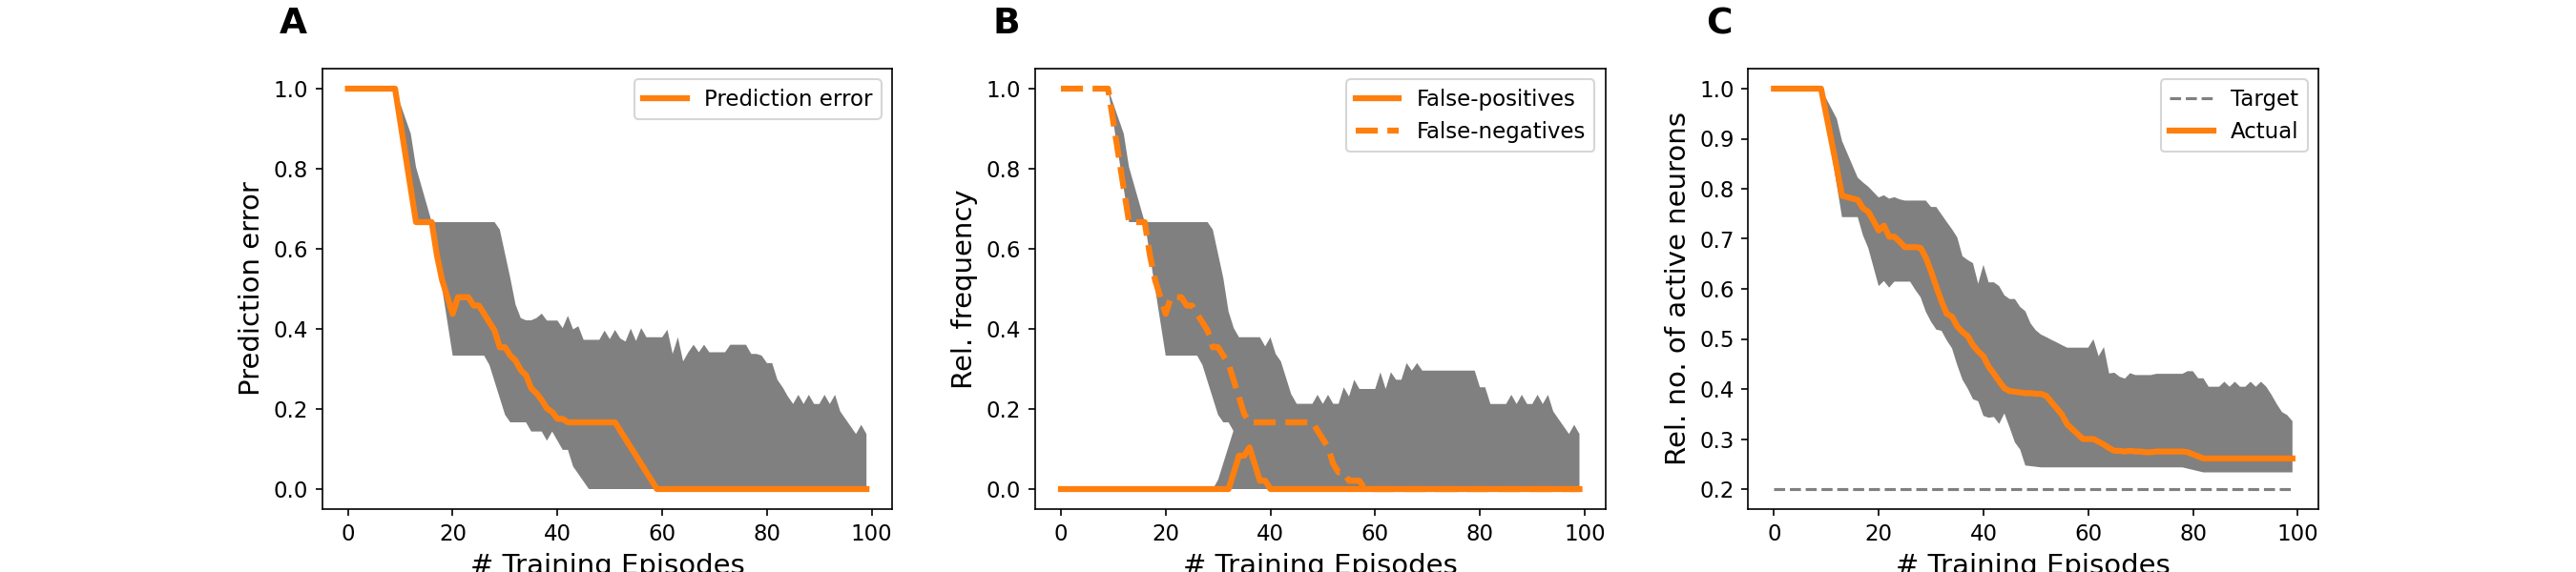 A
Prediction error
1.0
0.8
0.6
0.4
0.2
0.0
Prediction error
0
20
40
60
80
100
# Training Episodes
B
False-positives
False-negatives
1.0
0.8
0.6
0.4
0.2
0.0
Rel. frequency
0
20
40
60
80
100
# Training Episodes
C
Target
Actual
1.0
0.9
0.8
0.7
0.6
0.5
0.4
0.3
0.2
Rel. no. of active neurons
0
20
40
60
80
100
# Training Episodes